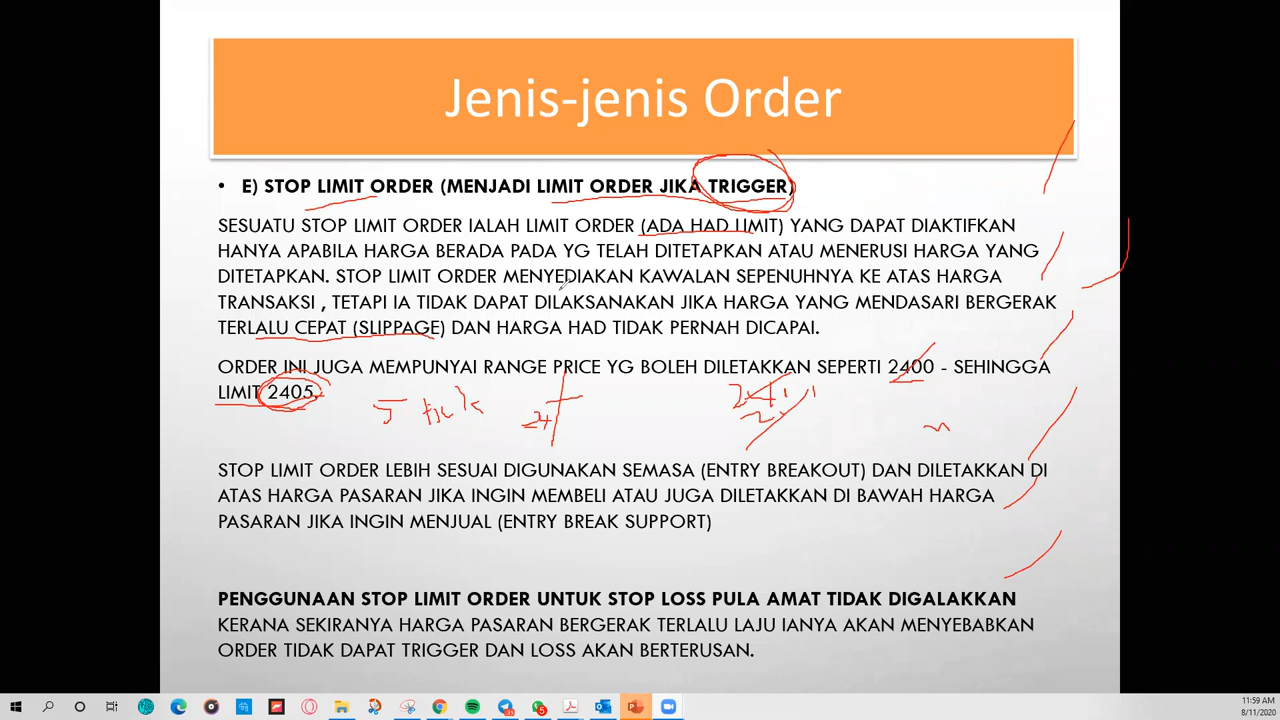 Jenis-jenis Order
• E) STOP LIMIT ORDER (MENJADI LIMIT ORDER JIKA TRIGGER)
SESUATU STOP LIMIT ORDER IALAH LIMIT ORDER (ADA HAD LIMIT) YANG DAPAT DIAKTIFKAN
HANYA APABILA HARGA BERADA PADA YG TELAH DITETAPKAN ATAU MENERUSI HARGA YANG
DITETAPKAN. STOP LIMIT ORDER MENYEDIAKAN KAWALAN SEPENUHNYA KE ATAS HARGA
TRANSAKSI , TETAPI IA TIDAK DAPAT DILAKSANAKAN JIKA HARGA YANG MENDASARI BERGERAK
TERLALU CEPAT (SLIPPAGE) DAN HARGA HAD TIDAK PERNAH DICAPAI.
ORDER INI JUGA MEMPUNYAI RANGE PRICE YG BOLEH DILETAKKAN SEPERTI 2400 - SEHINGGA
LIMIT 2405.
5 tick
24
STOP LIMIT ORDER LEBIH SESUAI DIGUNAKAN SEMASA (ENTRY BREAKOUT) DAN DILETAKKAN DI
ATAS HARGA PASARAN JIKA INGIN MEMBELI ATAU JUGA DILETAKKAN DI BAWAH HARGA
PASARAN JIKA INGIN MENJUAL (ENTRY BREAK SUPPORT)
PENGGUNAAN STOP LIMIT ORDER UNTUK STOP LOSS PULA AMAT TIDAK DIGALAKKAN
KERANA SEKIRANYA HARGA PASARAN BERGERAK TERLALU LAJU IANYA AKAN MENYEBABKAN
ORDER TIDAK DAPAT TRIGGER DAN LOSS AKAN BERTERUSAN.
11:59 AM
8/11/2020